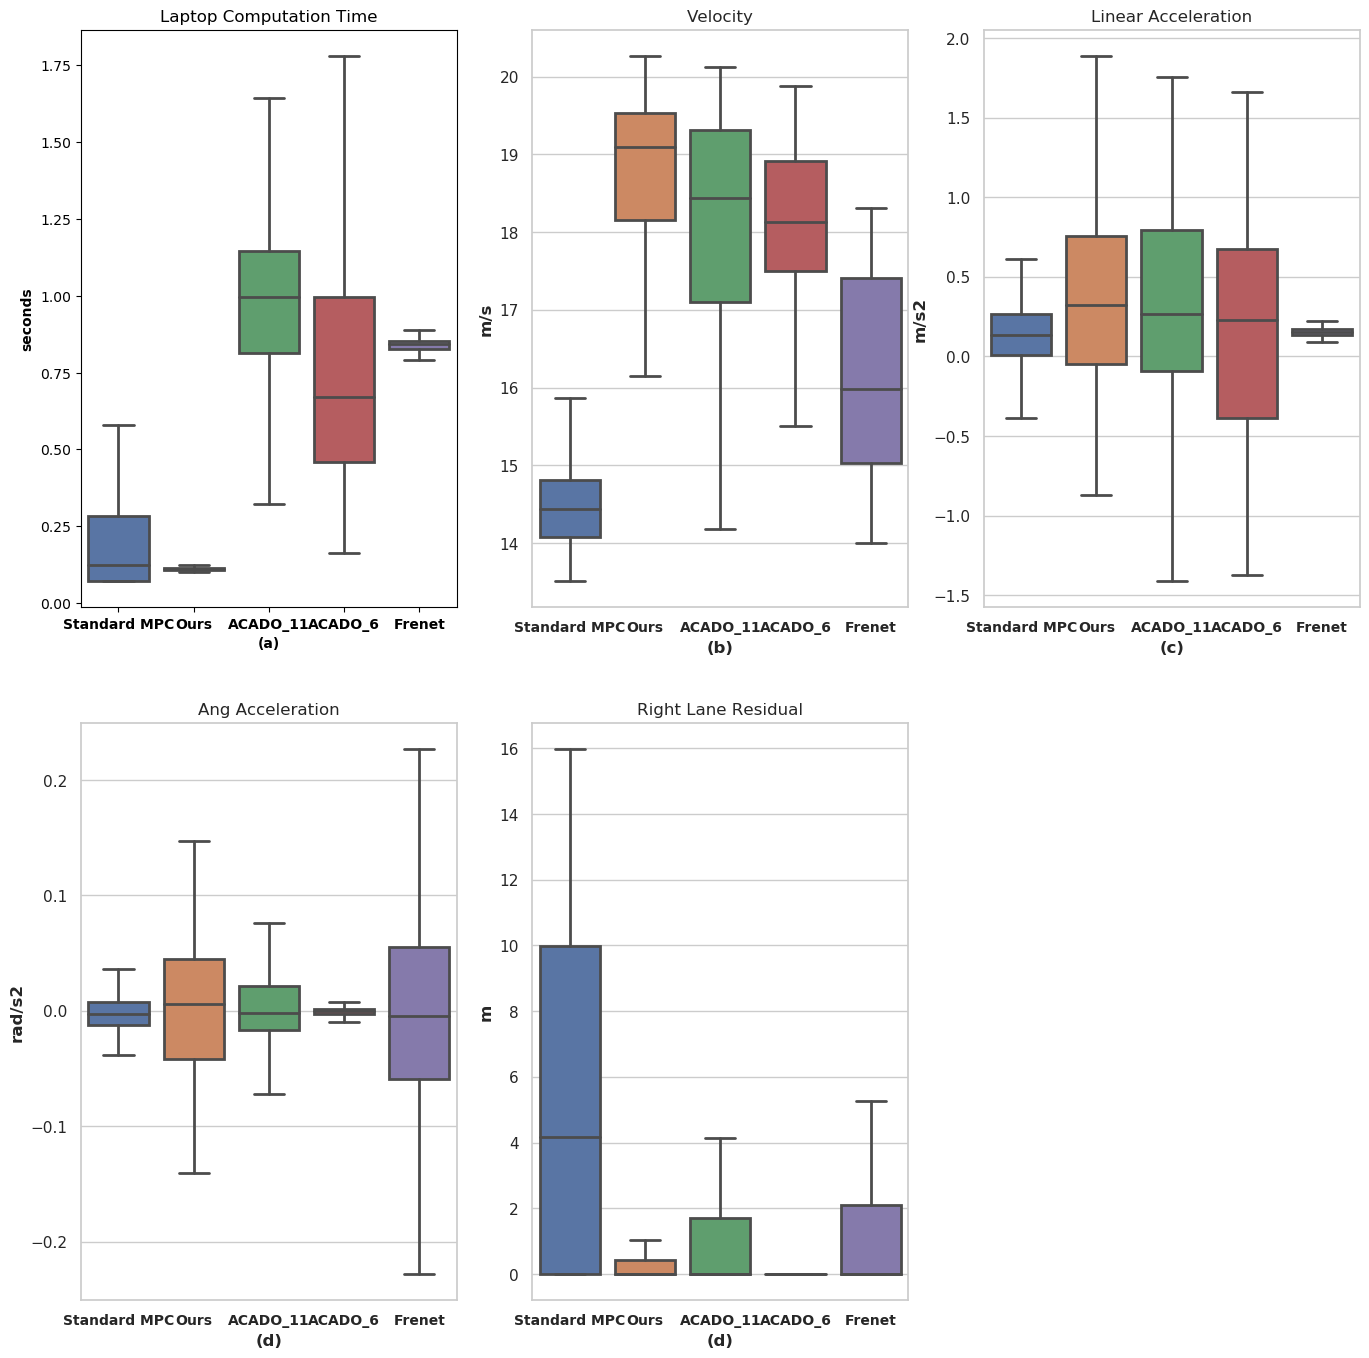 Laptop Computation Time
1.75
1.50
1.25
1.00
0.75
0.50
0.25
0.00
seconds
Standard MPC Ours ACADO_11 ACADO_6 Frenet
(a)
Velocity
20
19
18
17
16
15
14
m/s
Standard MPC Ours ACADO_11 ACADO_6 Frenet
(b)
Linear Acceleration
2.0
1.5
1.0
0.5
0.0
−0.5
−1.0
−1.5
m/s2
Standard MPC Ours ACADO_11 ACADO_6 Frenet
(c)
Ang Acceleration
0.2
0.1
0.0
−0.1
−0.2
rad/s2
Standard MPC Ours ACADO_11 ACADO_6 Frenet
(d)
Right Lane Residual
16
14
12
10
8
6
4
2
0
m
Standard MPC Ours ACADO_11 ACADO_6 Frenet
(d)